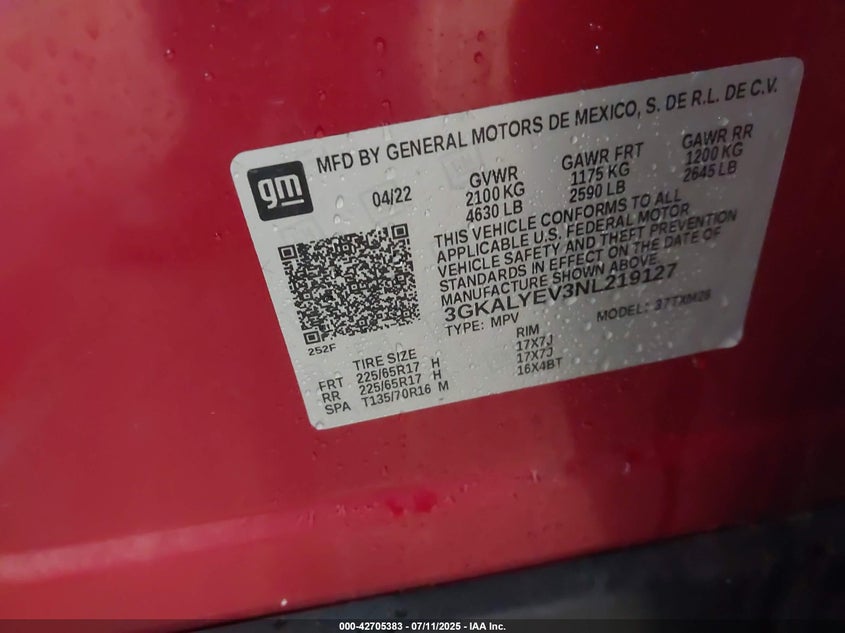 MFD BY GENERAL MOTORS DE MEXICO, S. DE R.L. DE C.V.
gm
04/22
GVWR
2100 KG
4630 LB
GAWR FRT
1175 KG
2590 LB
GAWR RR
1200 KG
2645 LB
THIS VEHICLE CONFORMS TO ALL
APPLICABLE U.S. FEDERAL MOTOR
VEHICLE SAFETY AND THEFT PREVENTION
STANDARDS IN EFFECT ON THE DATE OF
MANUFACTURE SHOWN ABOVE.
3GKALYEV3NL219127
TYPE: MPV
MODEL: 37TXM26
252F
TIRE SIZE
RIM
FRT 225/65R17 H 17X7J
RR 225/65R17 H 17X7J
SPA T135/70R16 M 16X4BT
000-42705383 - 07/11/2025 - IAA Inc.